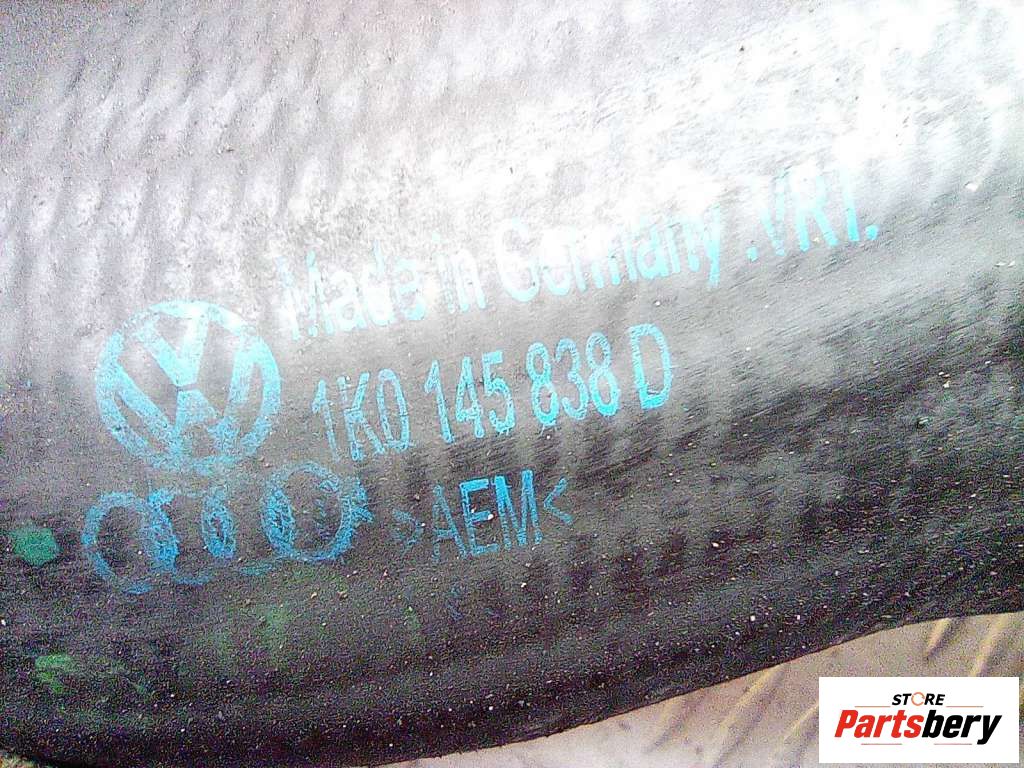 Made in Germany .VRT.
1K0 145 838 D
>AEM<
STORE
Partsbery